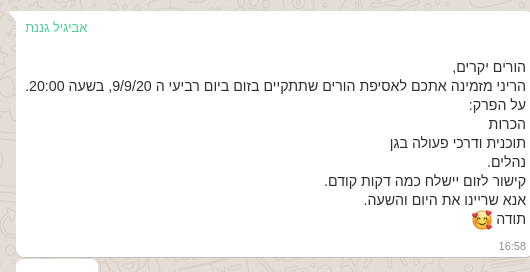 אביגיל גננת
הורים יקרים,
הריני מזמינה אתכם לאסיפת הורים שתתקיים בזום ביום רביעי ה 9/9/20, בשעה 20:00.
על הפרק:
הכרות
תוכנית ודרכי פעולה בגן
נהלים.
קישור לזום יישלח כמה דקות קודם.
אנא שריינו את היום והשעה.
תודה 🥰
16:58